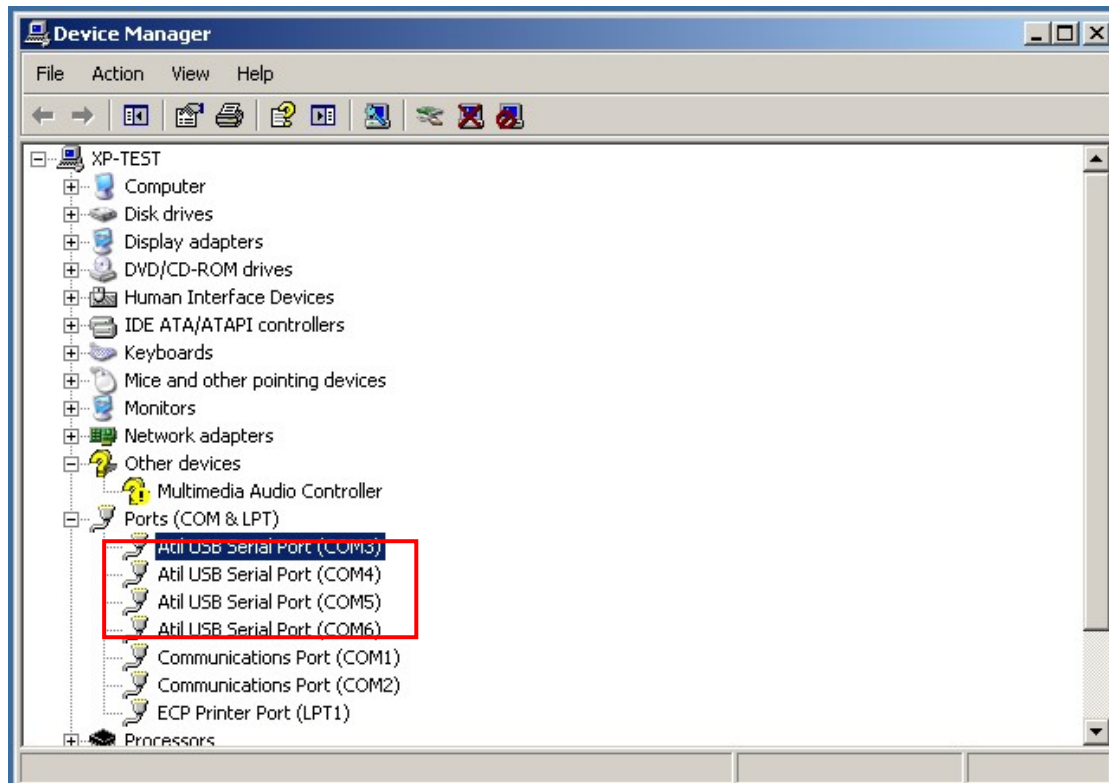 Device Manager
File Action View Help
XP-TEST
Computer
Disk drives
Display adapters
DVD/CD-ROM drives
Human Interface Devices
IDE ATA/ATAPI controllers
Keyboards
Mice and other pointing devices
Monitors
Network adapters
Other devices
Multimedia Audio Controller
Ports (COM & LPT)
Atil USB Serial Port (COM3)
Atil USB Serial Port (COM4)
Atil USB Serial Port (COM5)
Atil USB Serial Port (COM6)
Communications Port (COM1)
Communications Port (COM2)
ECP Printer Port (LPT1)
Processors